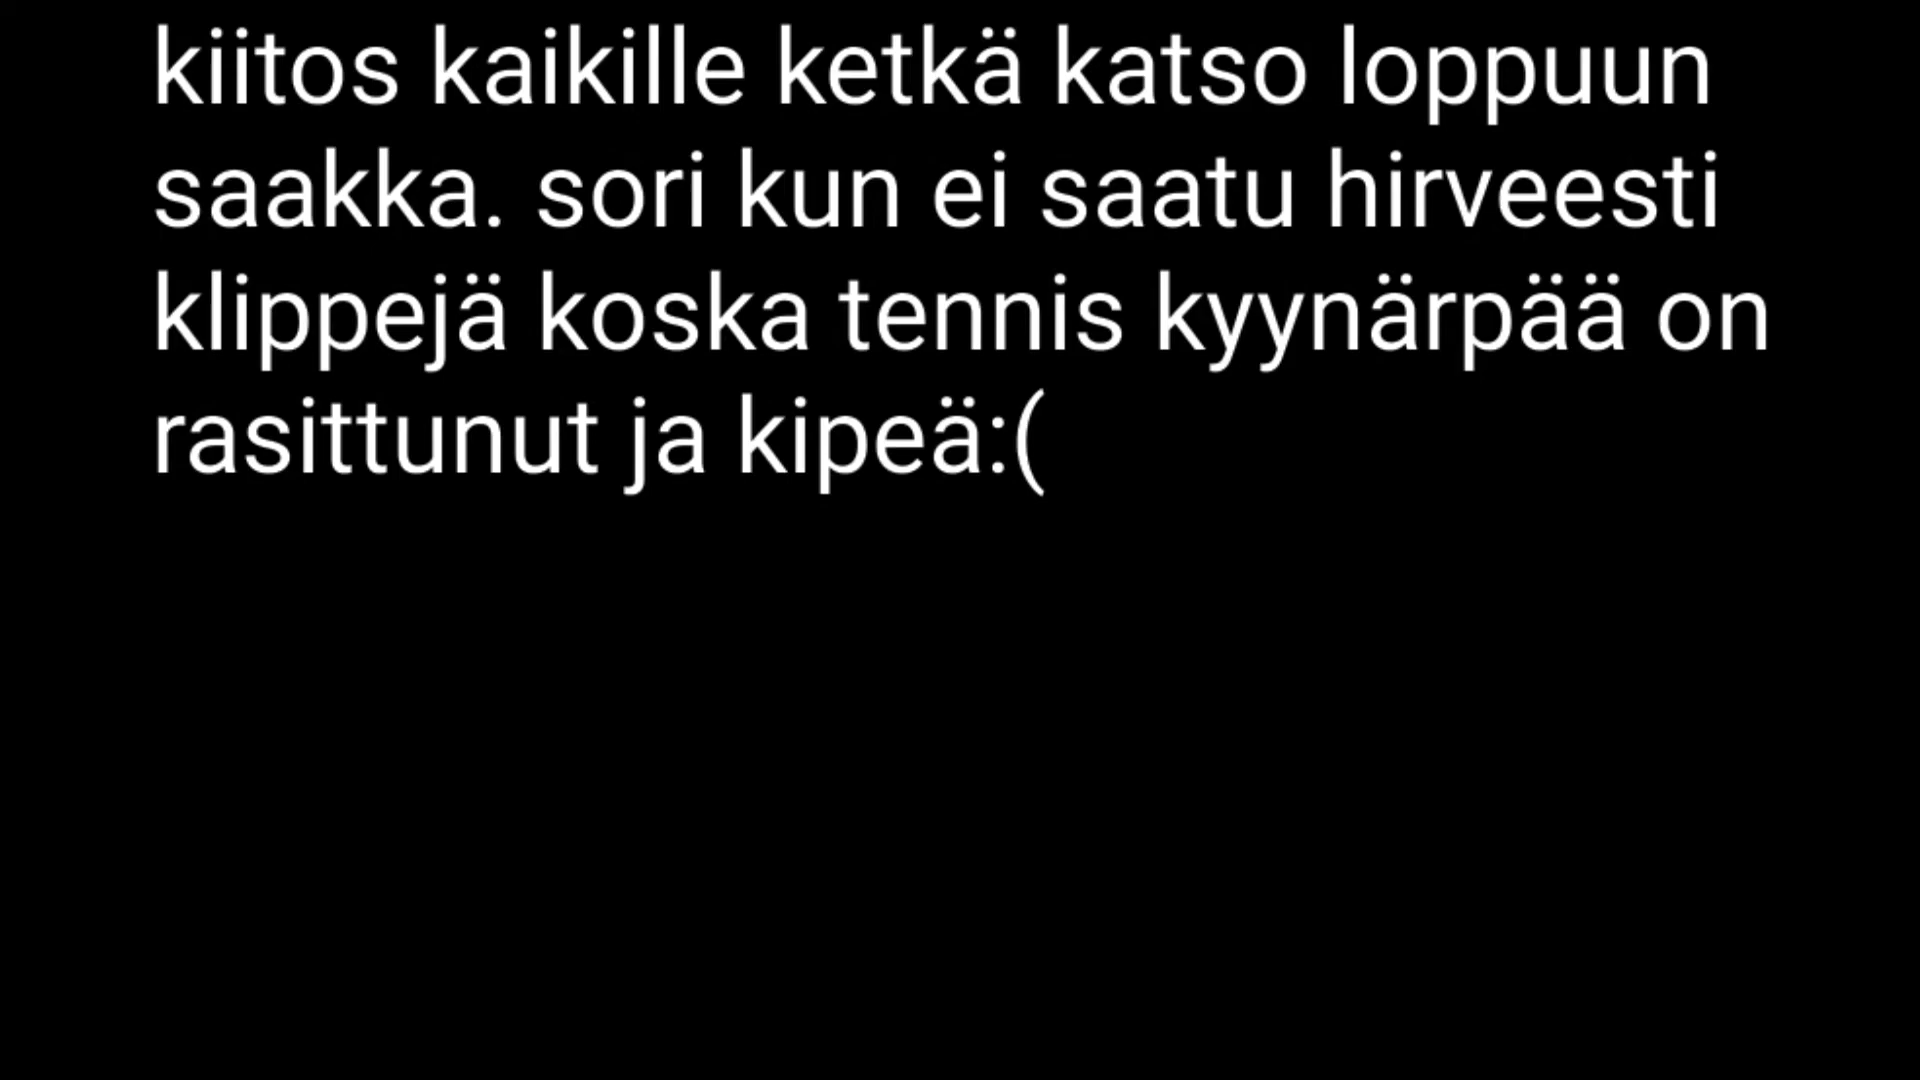 kiitos kaikille ketkä katso loppuun
saakka. sori kun ei saatu hirveesti
klippejä koska tennis kyynärpää on
rasittunut ja kipeä:(